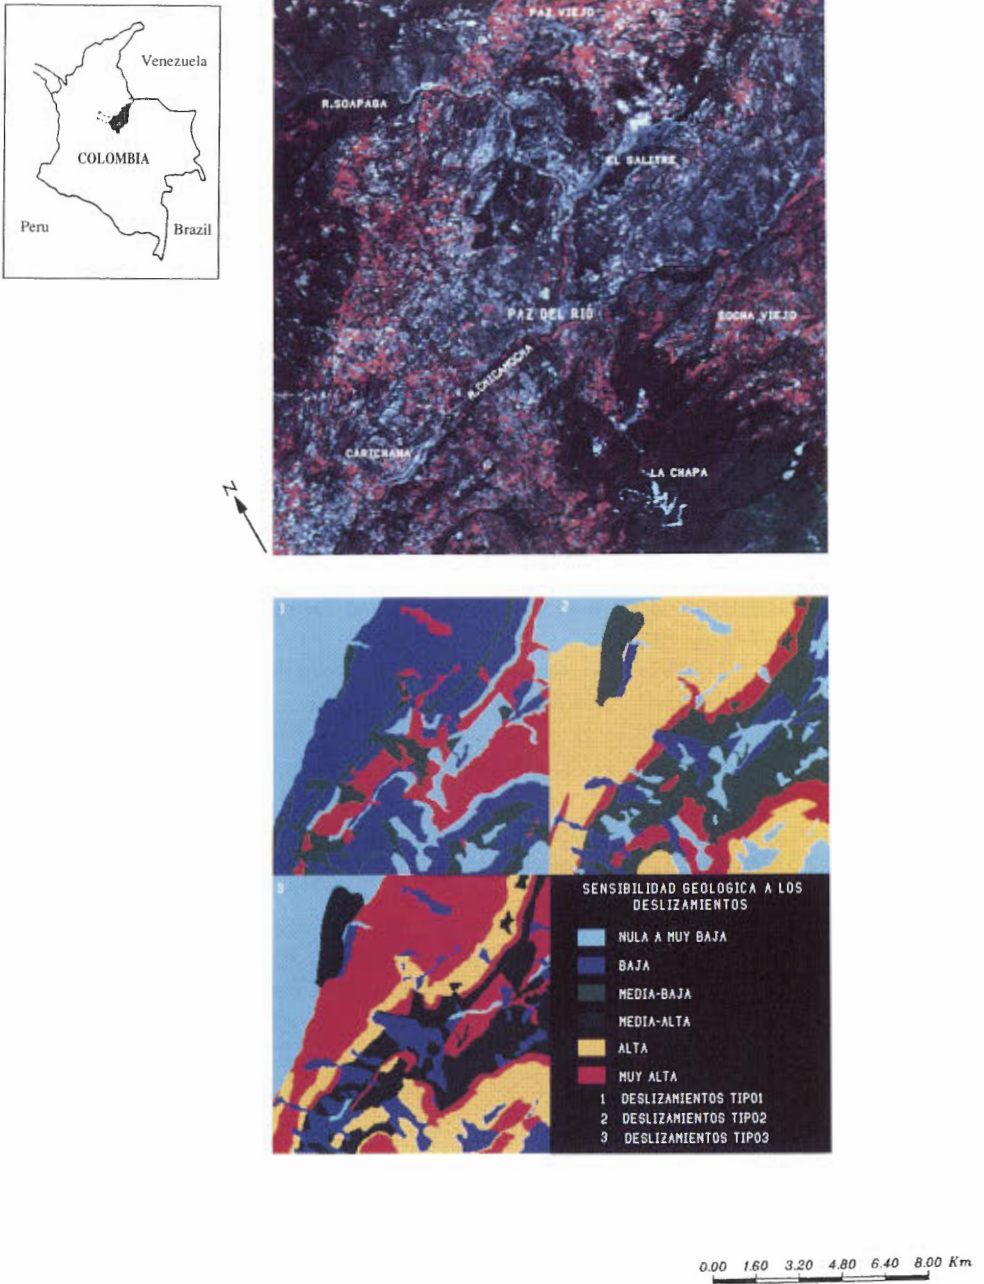 Venezuela
COLOMBIA
Peru
Brazil
PAZ VIEJO
R.SOAPAGA
EL SALITRE
PAZ DEL RIO
SOCHA VIEJO
R.CHICAMOCHA
CARICHANA
LA CHAPA
N
1
2
3
SENSIBILIDAD GEOLOGICA A LOS
DESLIZAMIENTOS
NULA A MUY BAJA
BAJA
MEDIA-BAJA
MEDIA-ALTA
ALTA
MUY ALTA
1 DESLIZAMIENTOS TIPO1
2 DESLIZAMIENTOS TIPO2
3 DESLIZAMIENTOS TIPO3
0.00 1.60 3.20 4.80 6.40 8.00 Km